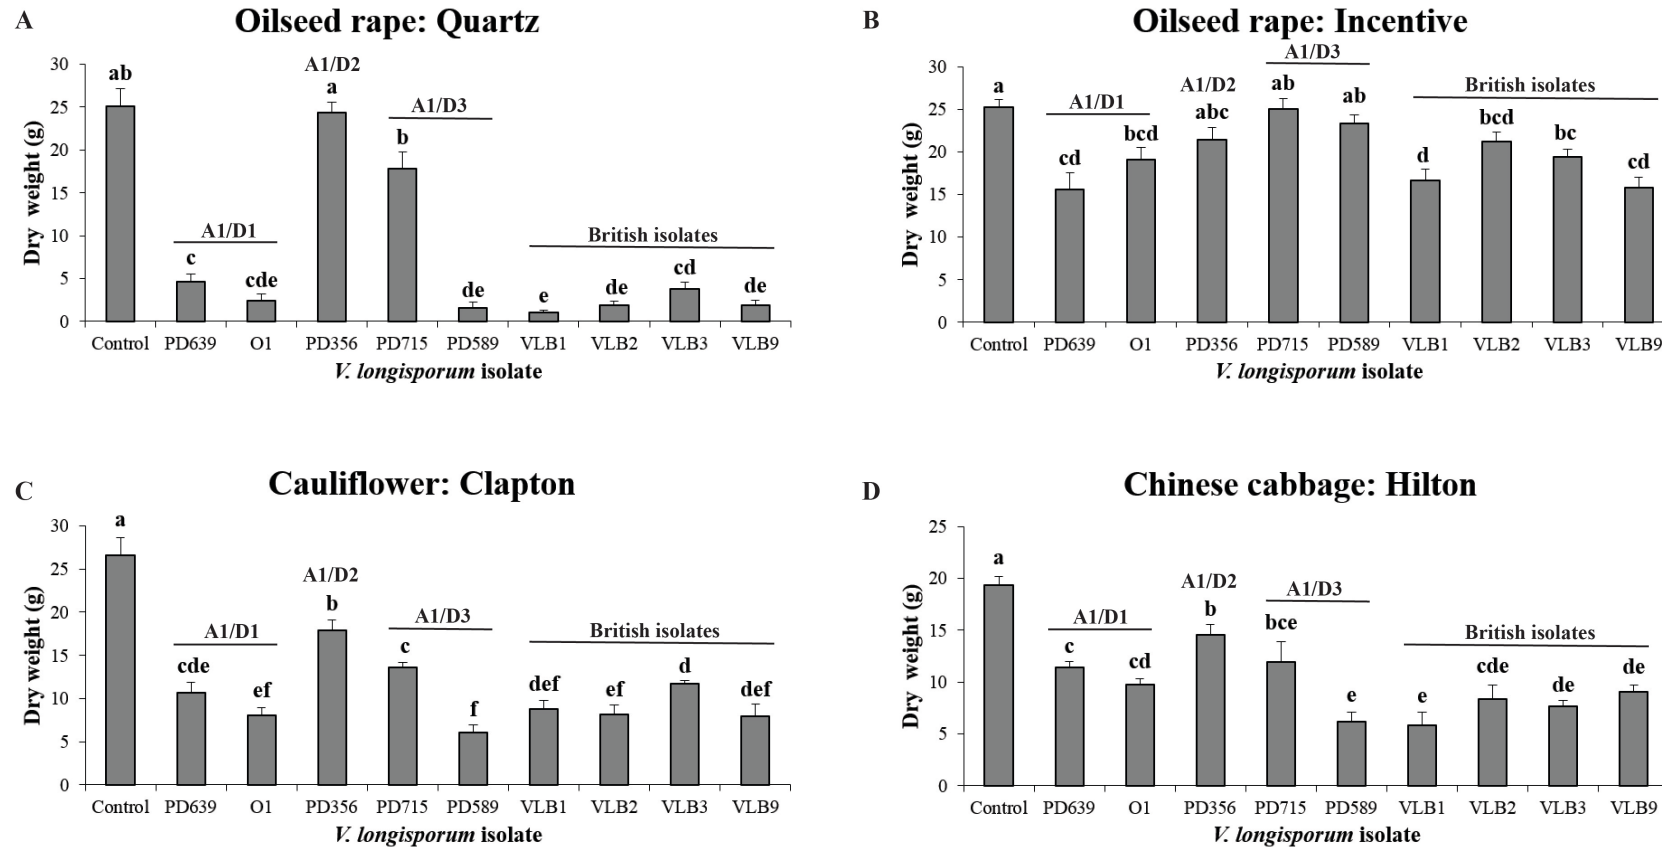 A
Oilseed rape: Quartz
Dry weight (g)
30
25
20
15
10
5
0
ab
A1/D1
c
cde
A1/D2
a
A1/D3
b
de
British isolates
e
de
cd
de
Control PD639 O1 PD356 PD715 PD589 VLB1 VLB2 VLB3 VLB9
V. longisporum isolate
B
Oilseed rape: Incentive
Dry weight (g)
30
25
20
15
10
5
0
a
A1/D1
cd
bcd
A1/D2
abc
A1/D3
ab
ab
British isolates
d
bcd
bc
cd
Control PD639 O1 PD356 PD715 PD589 VLB1 VLB2 VLB3 VLB9
V. longisporum isolate
C
Cauliflower: Clapton
Dry weight (g)
30
25
20
15
10
5
0
a
A1/D1
cde
ef
A1/D2
b
A1/D3
c
f
British isolates
def
ef
d
def
Control PD639 O1 PD356 PD715 PD589 VLB1 VLB2 VLB3 VLB9
V. longisporum isolate
D
Chinese cabbage: Hilton
Dry weight (g)
25
20
15
10
5
0
a
A1/D1
c
cd
A1/D2
b
A1/D3
bce
e
British isolates
e
cde
de
de
Control PD639 O1 PD356 PD715 PD589 VLB1 VLB2 VLB3 VLB9
V. longisporum isolate